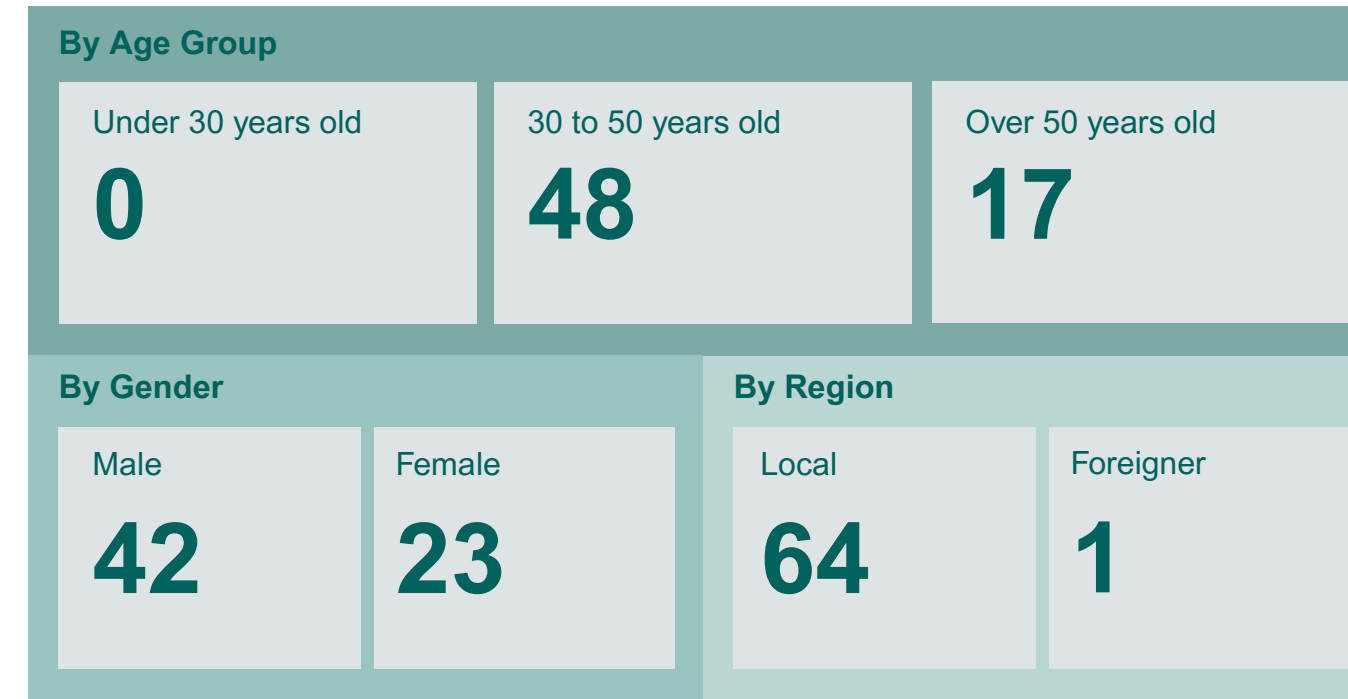 By Age Group
Under 30 years old
0
30 to 50 years old
48
Over 50 years old
17
By Gender
Male
42
Female
23
By Region
Local
64
Foreigner
1